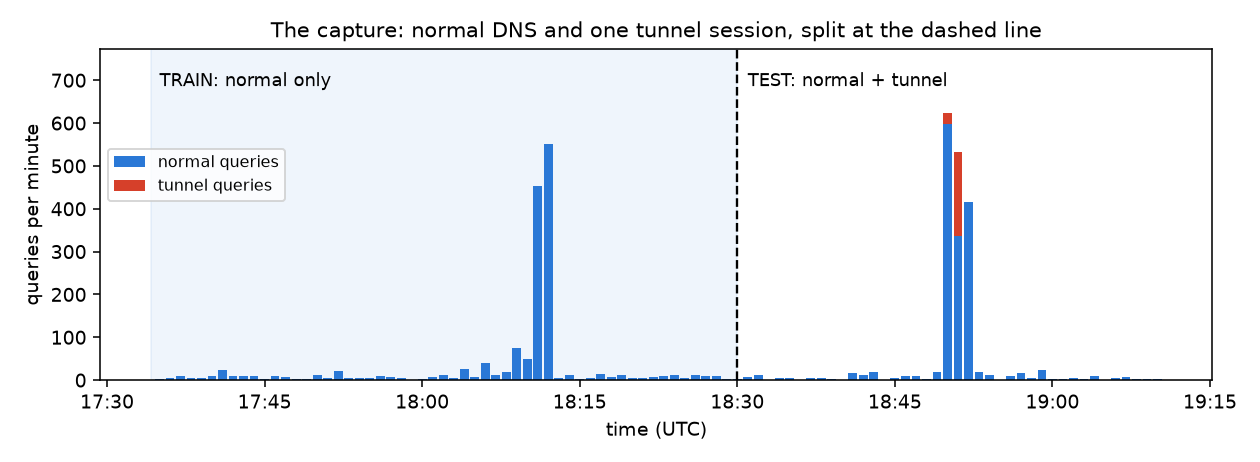 The capture: normal DNS and one tunnel session, split at the dashed line
TRAIN: normal only
TEST: normal + tunnel
normal queries
tunnel queries
queries per minute
700
600
500
400
300
200
100
0
17:30
17:45
18:00
18:15
18:30
18:45
19:00
19:15
time (UTC)